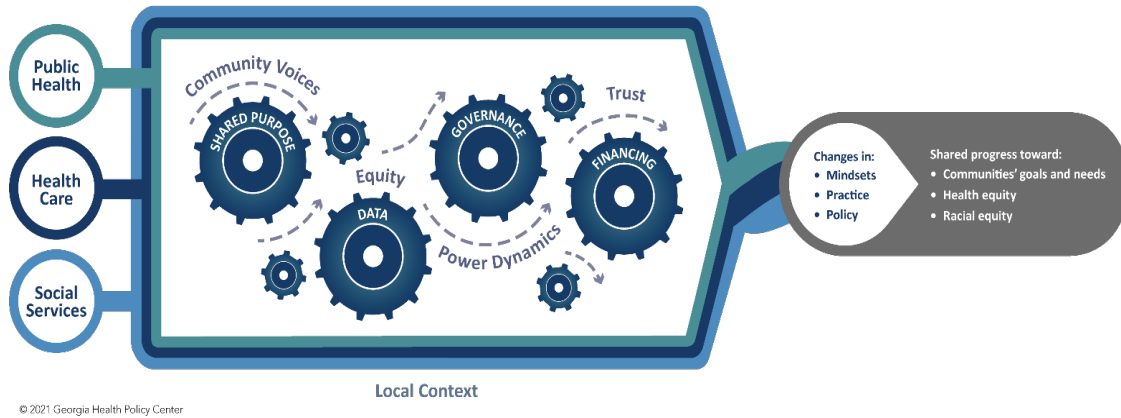 Public
Health
Health
Care
Social
Services
Community Voices
SHARED PURPOSE
Equity
DATA
GOVERNANCE
Power Dynamics
Trust
FINANCING
Local Context
Changes in:
• Mindsets
• Practice
• Policy
Shared progress toward:
• Communities' goals and needs
• Health equity
• Racial equity
© 2021 Georgia Health Policy Center